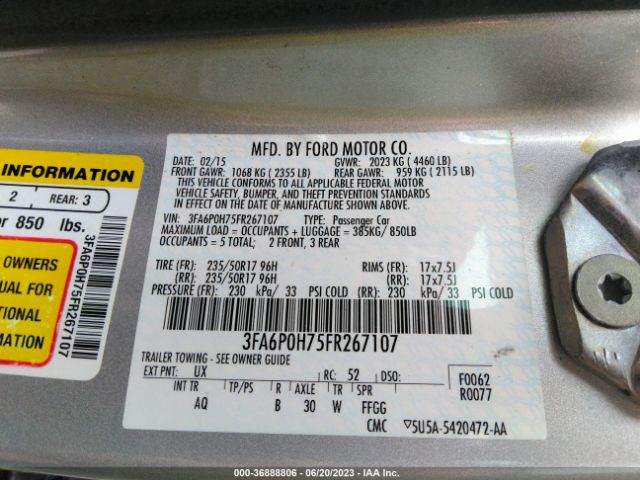 MFD. BY FORD MOTOR CO.
DATE: 02/15 GVWR: 2023 KG ( 4460 LB)
FRONT GAWR: 1068 KG ( 2355 LB) REAR GAWR: 959 KG ( 2115 LB)
THIS VEHICLE CONFORMS TO ALL APPLICABLE FEDERAL MOTOR
VEHICLE SAFETY, BUMPER, AND THEFT PREVENTION STANDARDS
IN EFFECT ON THE DATE OF MANUFACTURE SHOWN ABOVE.
VIN: 3FA6P0H75FR267107 TYPE: Passenger Car
MAXIMUM LOAD = OCCUPANTS + LUGGAGE = 385KG/ 850LB
OCCUPANTS = 5 TOTAL; 2 FRONT, 3 REAR
TIRE (FR): 235/50R17 96H RIMS (FR): 17x7.5J
(RR): 235/50R17 96H (RR): 17x7.5J
PRESSURE (FR): 230 kPa/ 33 PSI COLD (RR): 230 kPa/ 33 PSI COLD
3FA6P0H75FR267107
TRAILER TOWING - SEE OWNER GUIDE
EXT PNT: UX RC: 52 DSO:
INT TR TP/PS R AXLE TR SPR
AQ B 30 W FFGG
F0062
R0077
CMC 5U5A-5420472-AA
INFORMATION
2 REAR: 3
or 850 lbs.
OWNERS
UAL FOR
TIONAL
RMATION
3FA6P0H75FR267107
000-36888806 / 06/20/2023 / IAA Inc.